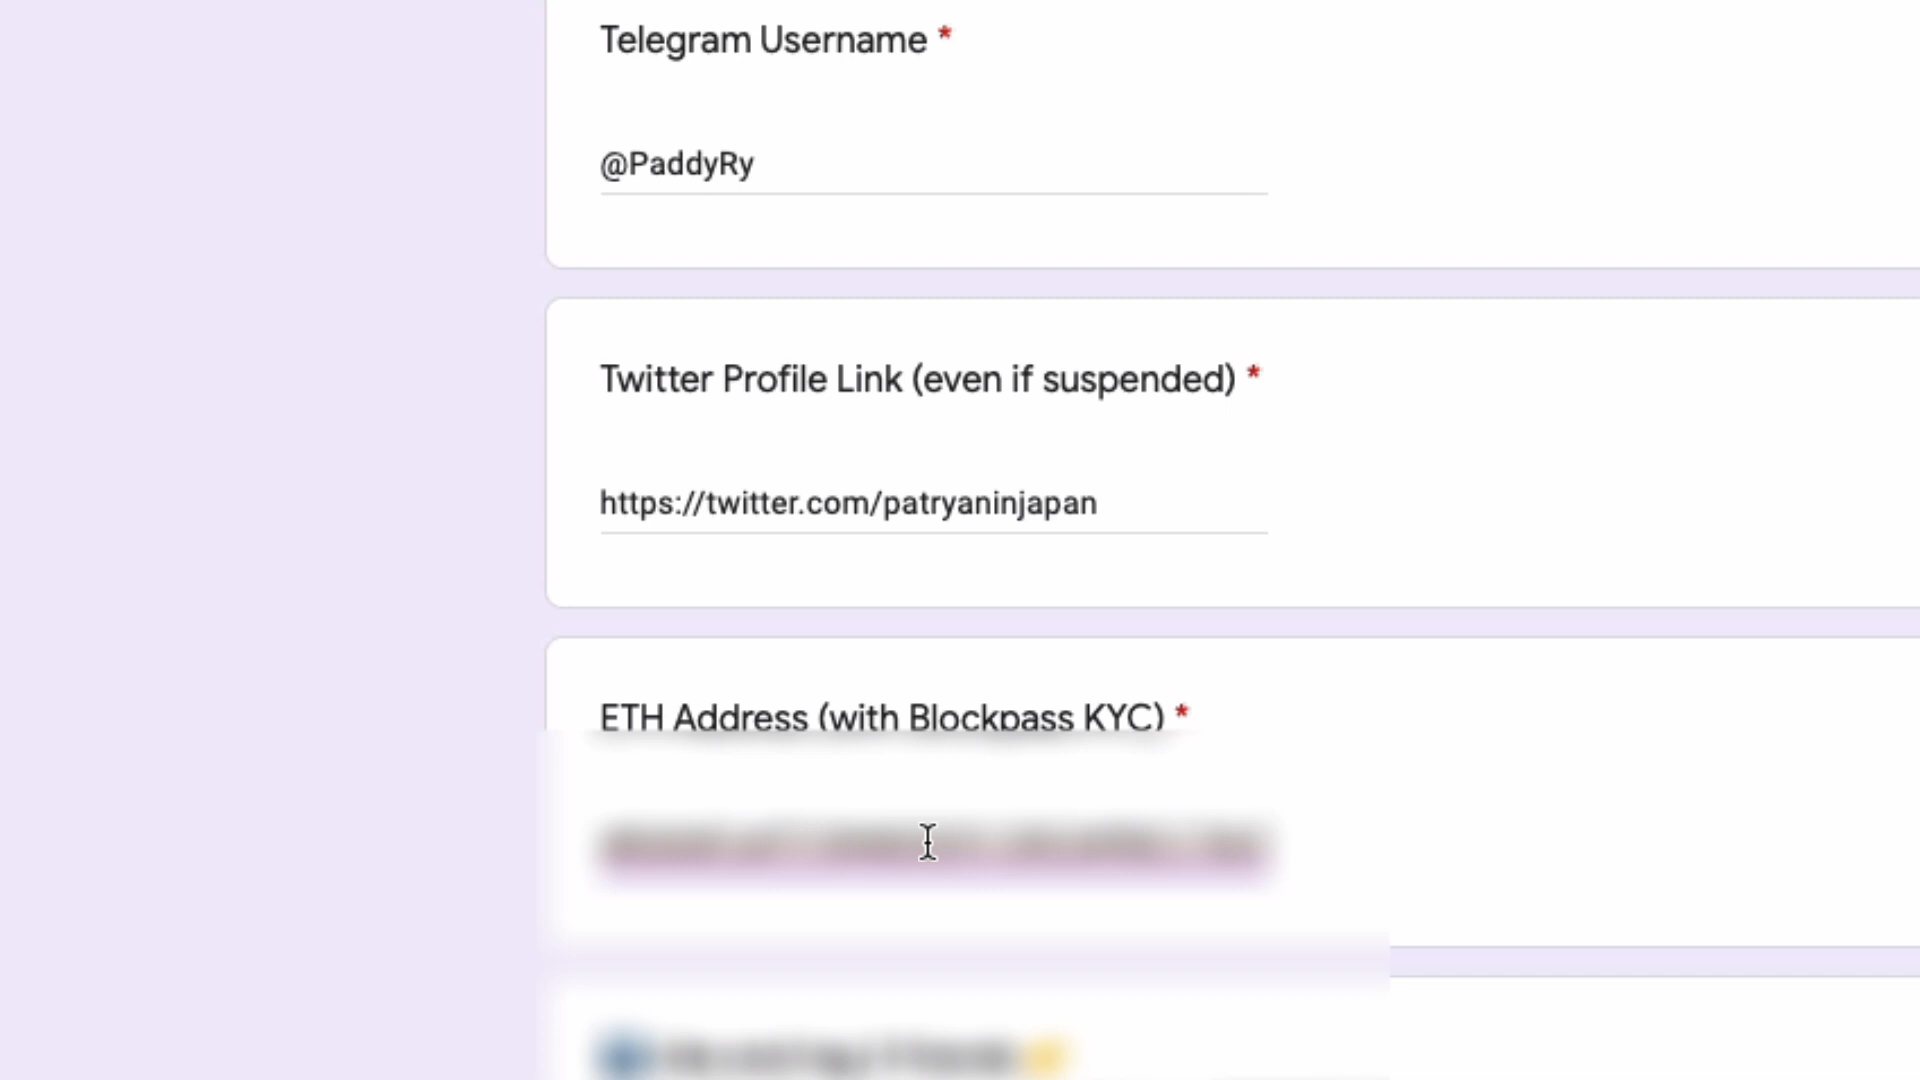 Telegram Username *
@PaddyRy
Twitter Profile Link (even if suspended) *
https://twitter.com/patryaninjapan
ETH Address (with Blockpass KYC) *